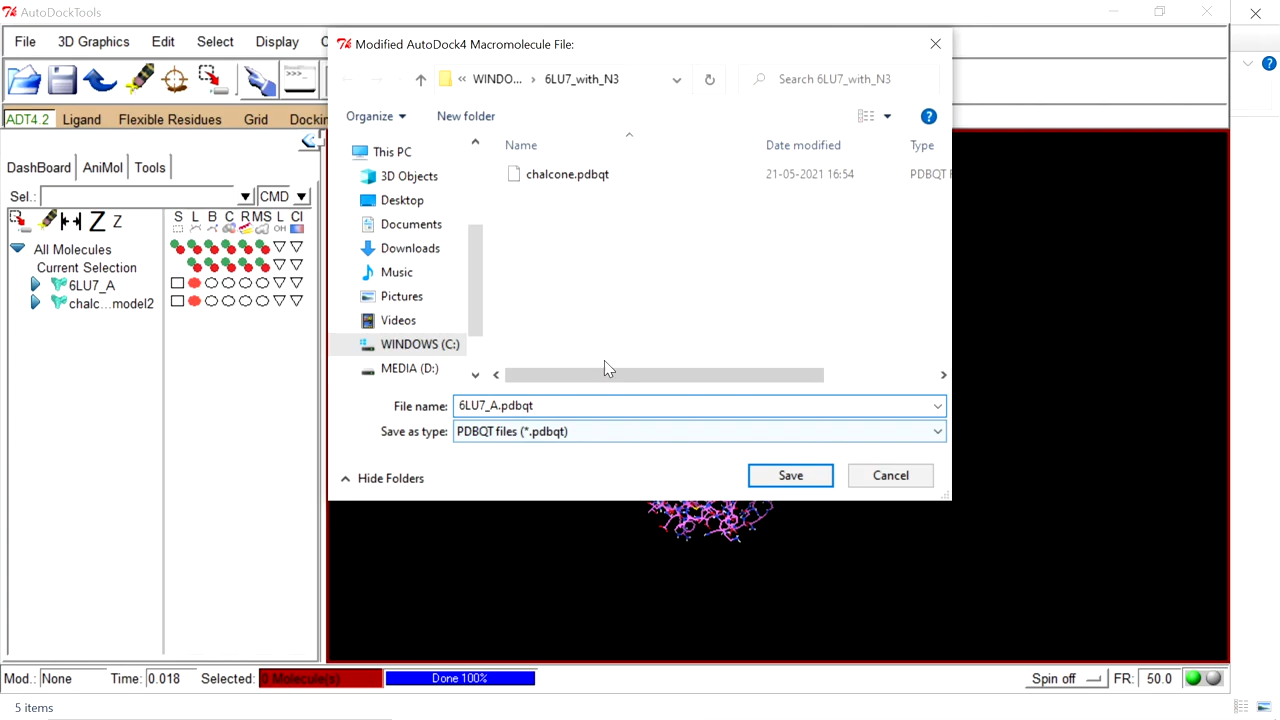 AutoDockTools
File 3D Graphics Edit Select Display
Modified AutoDock4 Macromolecule File:
« WINDO... › 6LU7_with_N3
Search 6LU7_with_N3
Organize
New folder
Name
Date modified
Type
chalcone.pdbqt
21-05-2021 16:54
PDBQT F
This PC
3D Objects
Desktop
Documents
Downloads
Music
Pictures
Videos
WINDOWS (C:)
MEDIA (D:)
File name: 6LU7_A.pdbqt
Save as type: PDBQT files (*.pdbqt)
Hide Folders
Save
Cancel
ADT4.2 Ligand Flexible Residues Grid Dockin
DashBoard AniMol Tools
Sel.: CMD
Z Z
S L B C R MS L Cl
All Molecules
Current Selection
6LU7_A
chalc...model2
Mod.: None Time: 0.018 Selected: 0 Molecule(s) Done 100% Spin off FR: 50.0
5 items